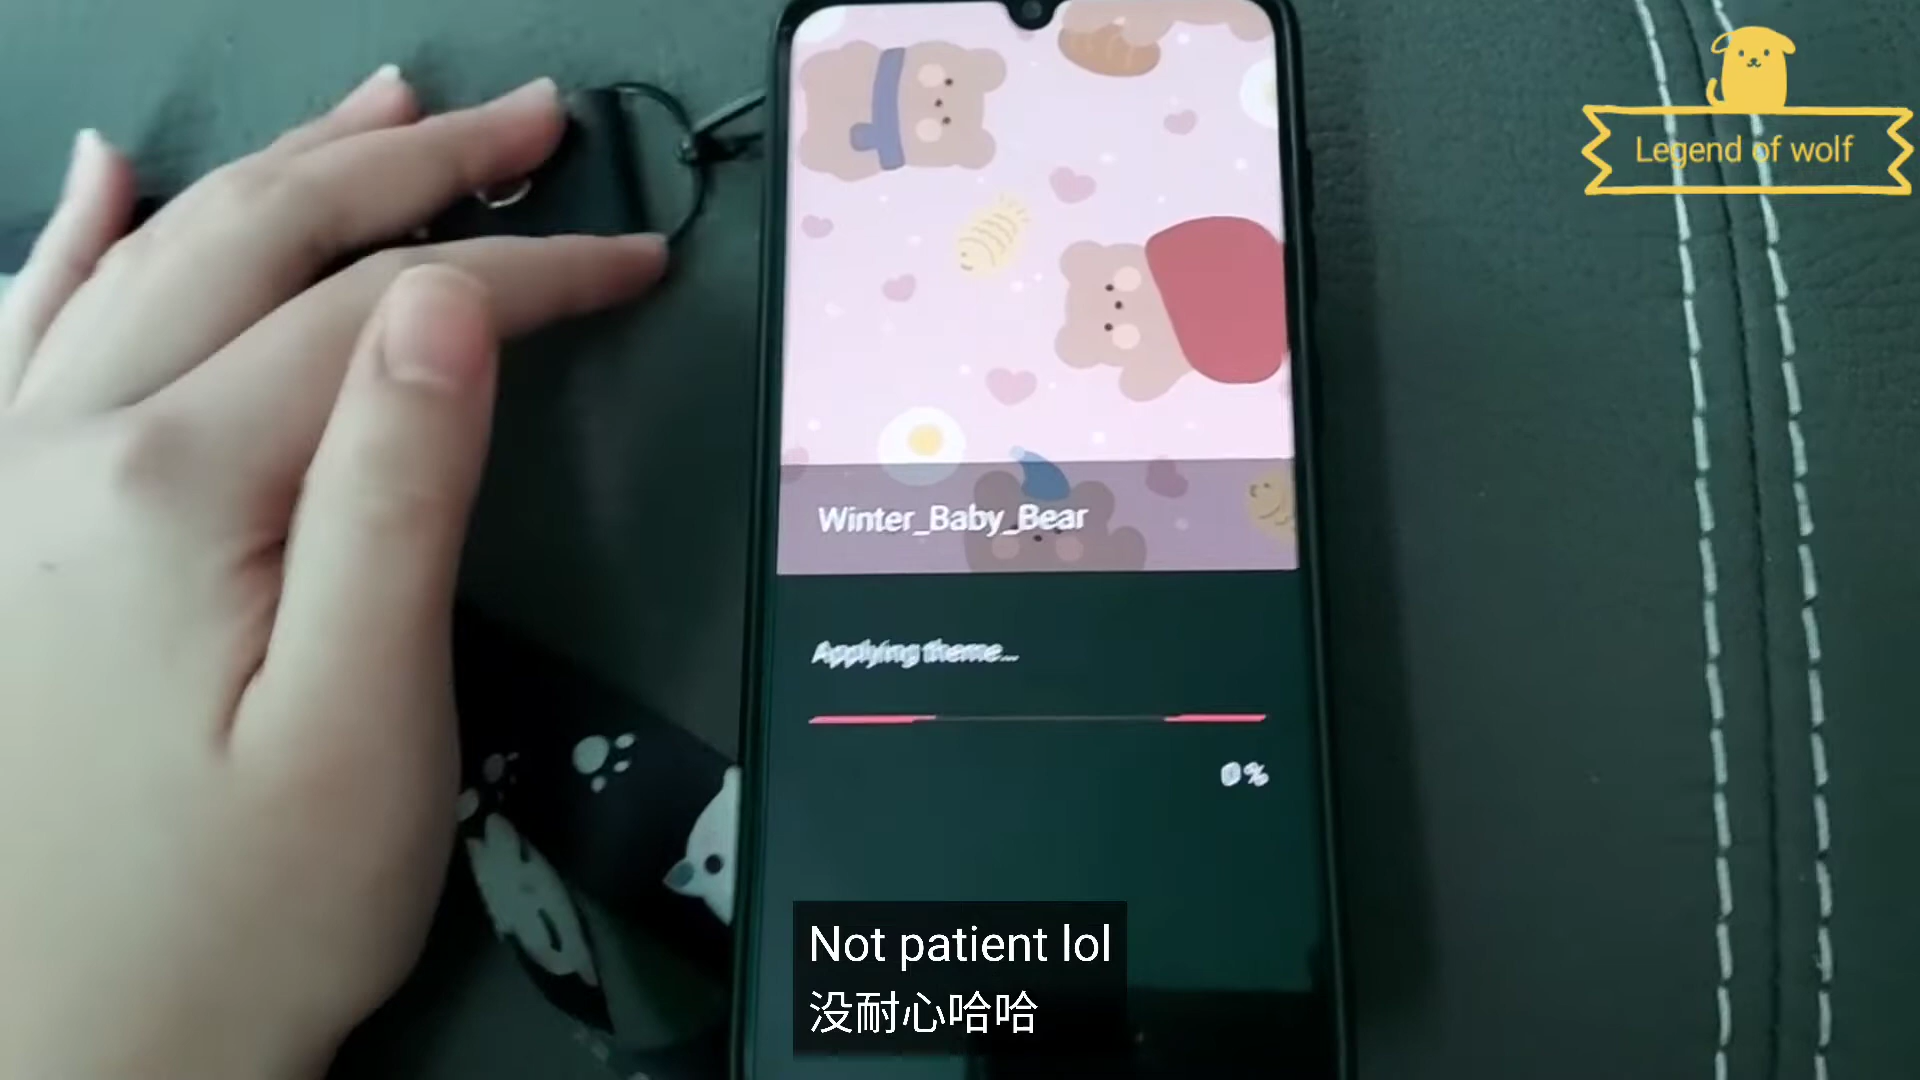 Legend of wolf
Winter_Baby_Bear
Applying theme...
0%
Not patient lol
没耐心哈哈